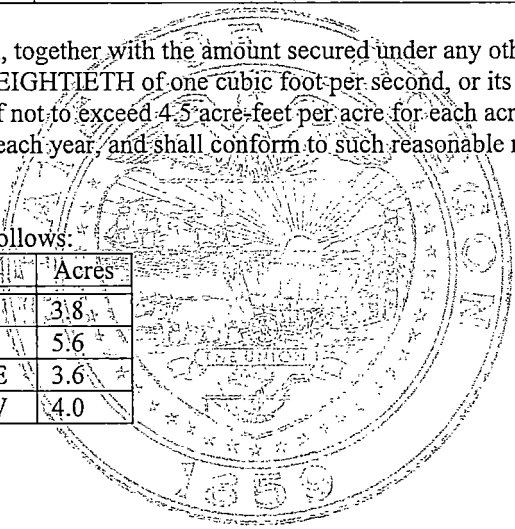 , together with the amount secured under any oth
EIGHTIETH of one cubic foot per second, or its
f not to exceed 4.5 acre-feet per acre for each acr
each year, and shall conform to such reasonable r
ollows:
Acres
3.8
5.6
E 3.6
V 4.0
THE UNION
1859